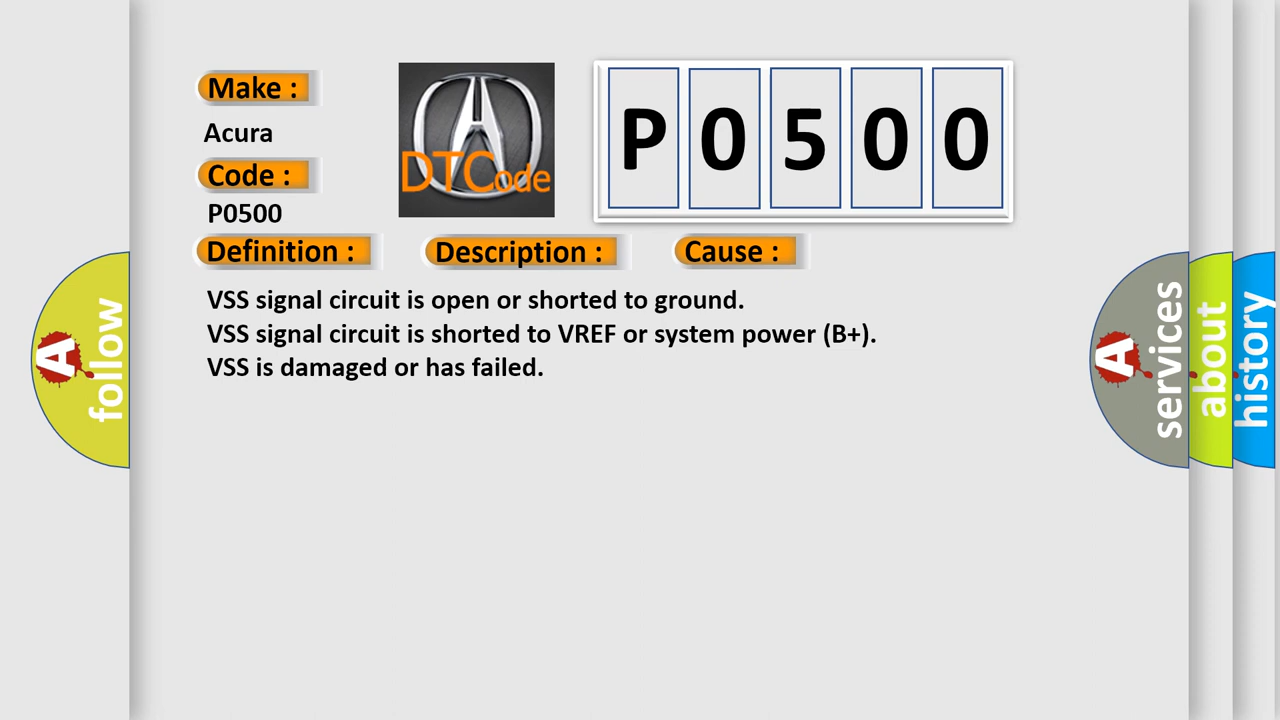 Make :
Acura
Code :
P0500
DTCode
P0500
Definition :
Description :
Cause :
VSS signal circuit is open or shorted to ground.
VSS signal circuit is shorted to VREF or system power (B+).
VSS is damaged or has failed.
A
follow
A
services
about
history